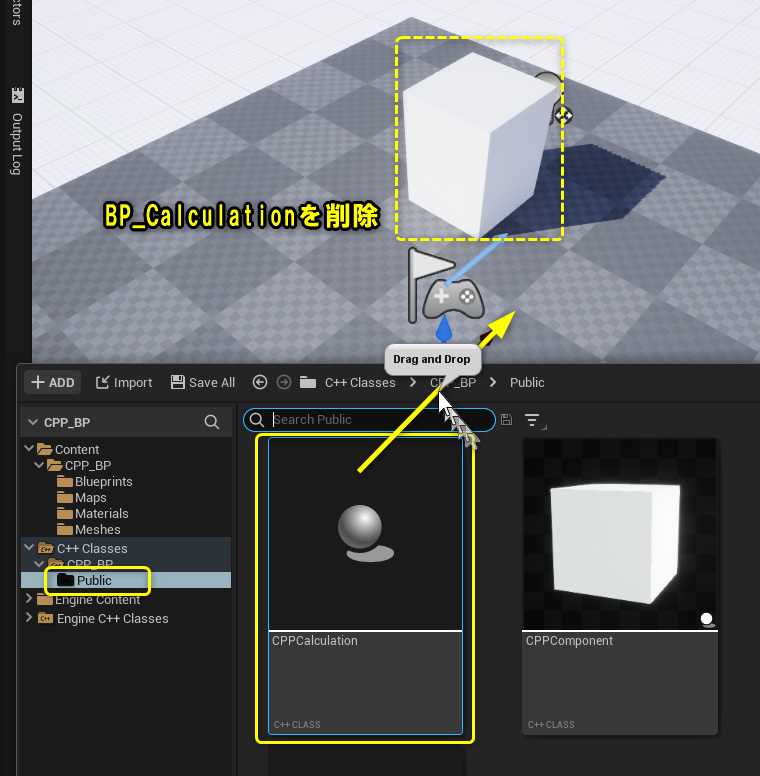 ctors
Output Log
BP_Calculationを削除
Drag and Drop
ADD
Import
Save All
C++ Classes
CPP_BP
Public
CPP_BP
Search Public
Content
CPP_BP
Blueprints
Maps
Materials
Meshes
C++ Classes
CPP_BP
Public
Engine Content
Engine C++ Classes
CPPCalculation
C++ CLASS
CPPComponent
C++ CLASS